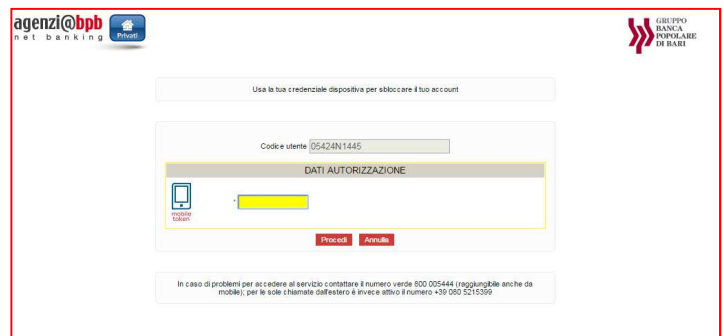 agenzi@bpb
net banking
Privati
GRUPPO
BANCA
POPOLARE
DI BARI
Usa la tua credenziale dispositiva per sbloccare il tuo account
Codice utente 05424N1445
DATI AUTORIZZAZIONE
mobile
token
*
Procedi Annulla
In caso di problemi per accedere al servizio contattare il numero verde 800 005444 (raggiungibile anche da
mobile); per le sole chiamate dall'estero è invece attivo il numero +39 080 5215399